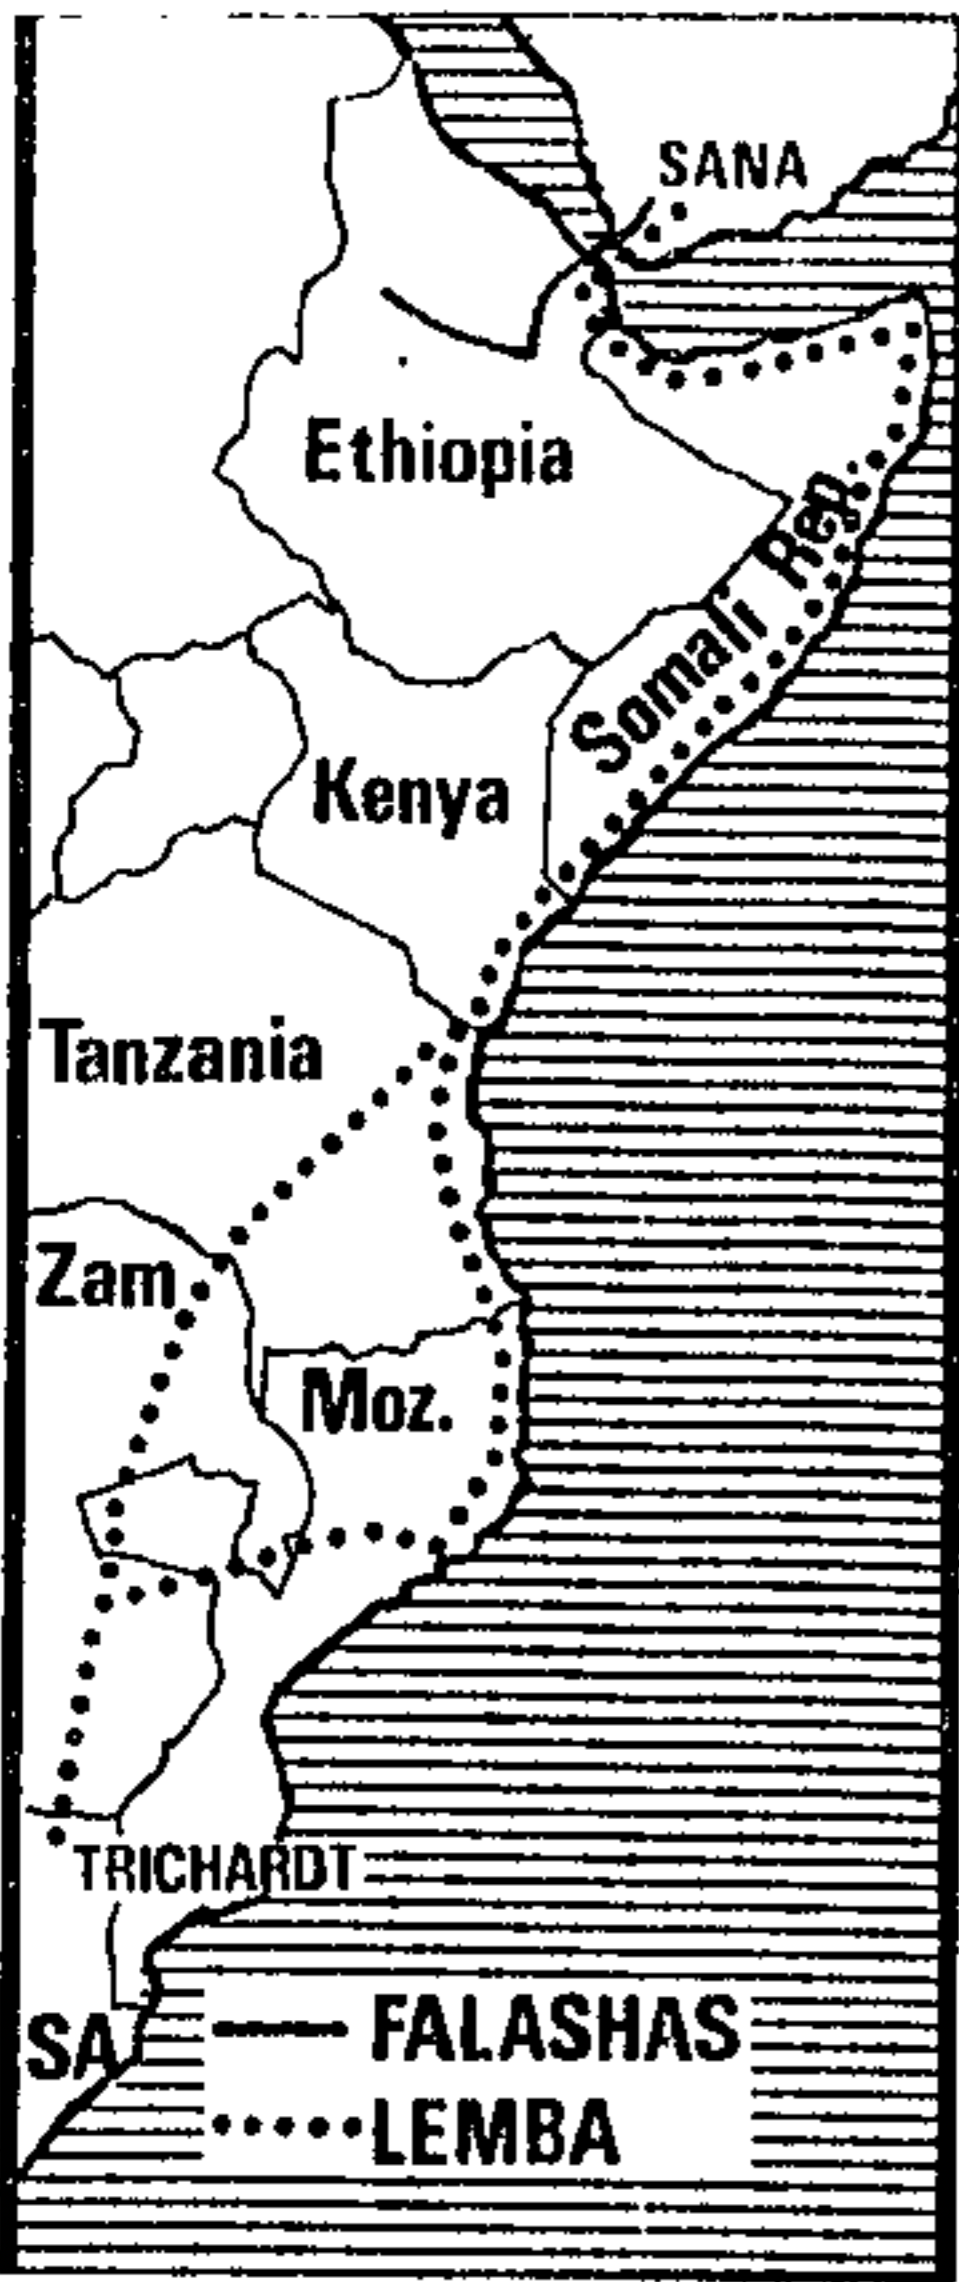 SANA
Ethiopia
Somali Rep.
Kenya
Tanzania
Zam
Moz.
TRICHARDT
SA
FALASHAS
LEMBA